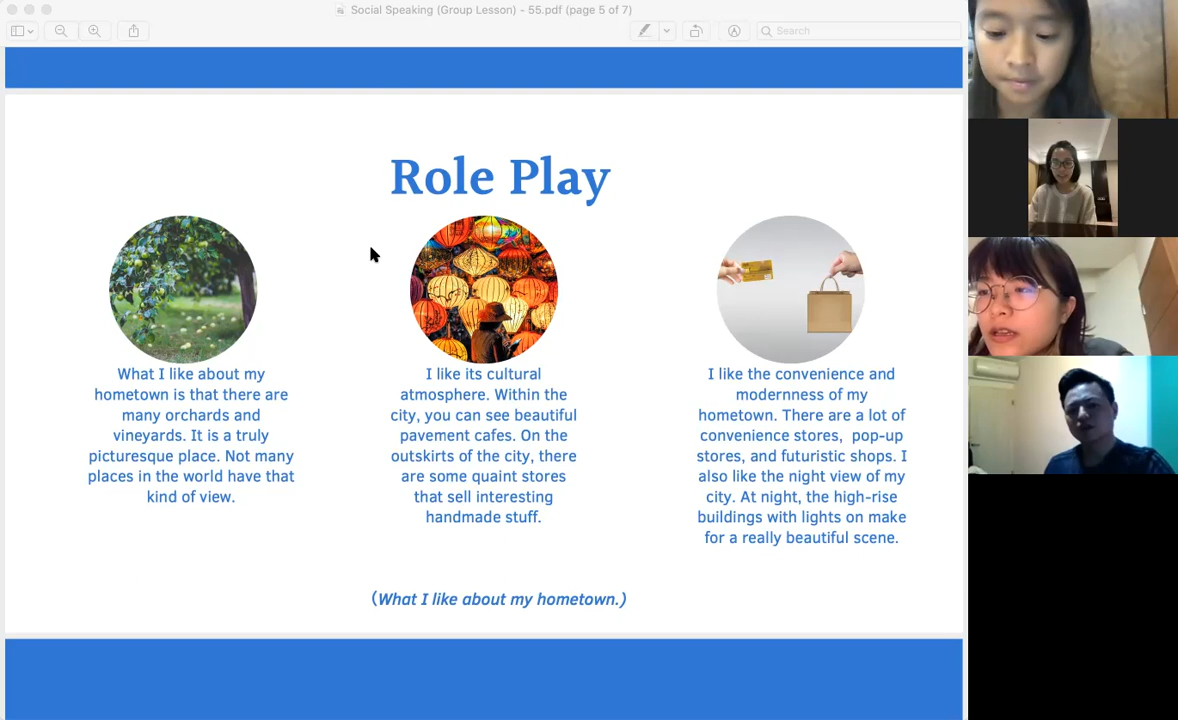 Social Speaking (Group Lesson) - 55.pdf (page 5 of 7)
Search
Role Play
What I like about my
hometown is that there are
many orchards and
vineyards. It is a truly
picturesque place. Not many
places in the world have that
kind of view.
I like its cultural
atmosphere. Within the
city, you can see beautiful
pavement cafes. On the
outskirts of the city, there
are some quaint stores
that sell interesting
handmade stuff.
I like the convenience and
modernness of my
hometown. There are a lot of
convenience stores, pop-up
stores, and futuristic shops. I
also like the night view of my
city. At night, the high-rise
buildings with lights on make
for a really beautiful scene.
(What I like about my hometown.)